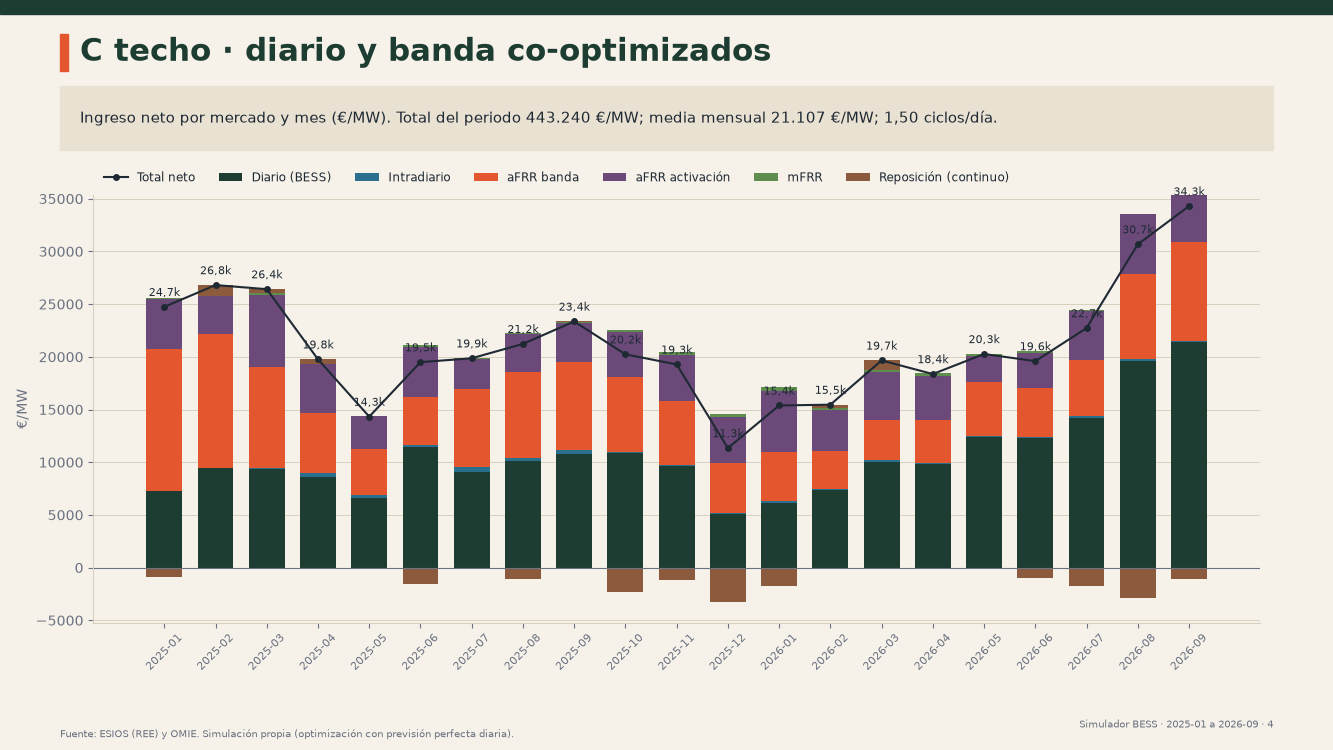 C techo · diario y banda co-optimizados
Ingreso neto por mercado y mes (€/MW). Total del periodo 443.240 €/MW; media mensual 21.107 €/MW; 1,50 ciclos/día.
Total neto Diario (BESS) Intradiario aFRR banda aFRR activación mFRR Reposición (continuo)
€/MW
35000
30000
25000
20000
15000
10000
5000
0
−5000
24,7k
26,8k
26,4k
19,8k
14,3k
19,5k
19,9k
21,2k
23,4k
20,2k
19,3k
11,3k
15,4k
15,5k
19,7k
18,4k
20,3k
19,6k
22,7k
30,7k
34,3k
2025-01
2025-02
2025-03
2025-04
2025-05
2025-06
2025-07
2025-08
2025-09
2025-10
2025-11
2025-12
2026-01
2026-02
2026-03
2026-04
2026-05
2026-06
2026-07
2026-08
2026-09
Simulador BESS · 2025-01 a 2026-09 · 4
Fuente: ESIOS (REE) y OMIE. Simulación propia (optimización con previsión perfecta diaria).